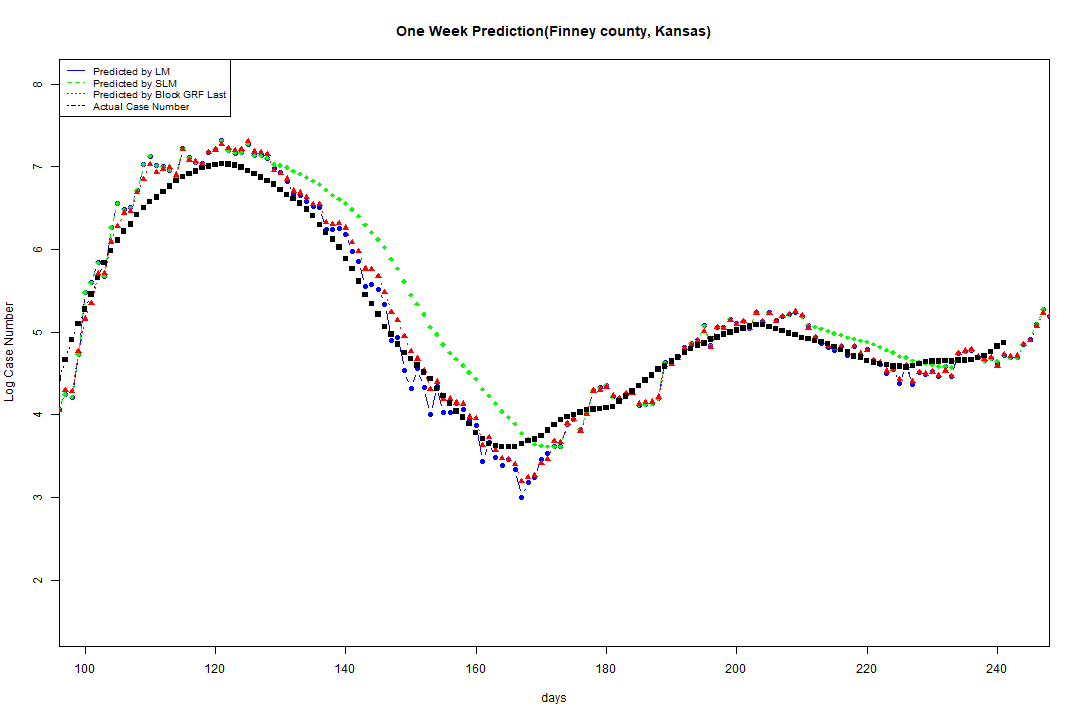 One Week Prediction(Finney county, Kansas)
Predicted by LM
Predicted by SLM
Predicted by Block GRF Last
Actual Case Number
Log Case Number
8
7
6
5
4
3
2
100 120 140 160 180 200 220 240
days